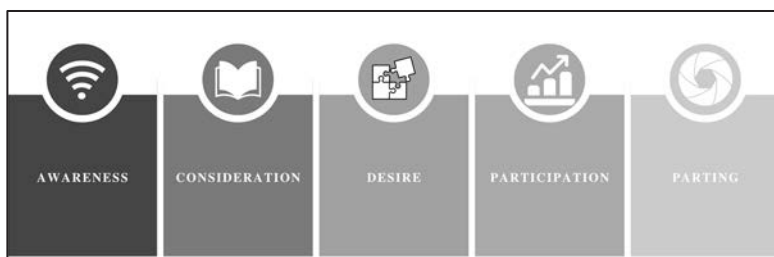 AWARENESS
CONSIDERATION
DESIRE
PARTICIPATION
PARTING